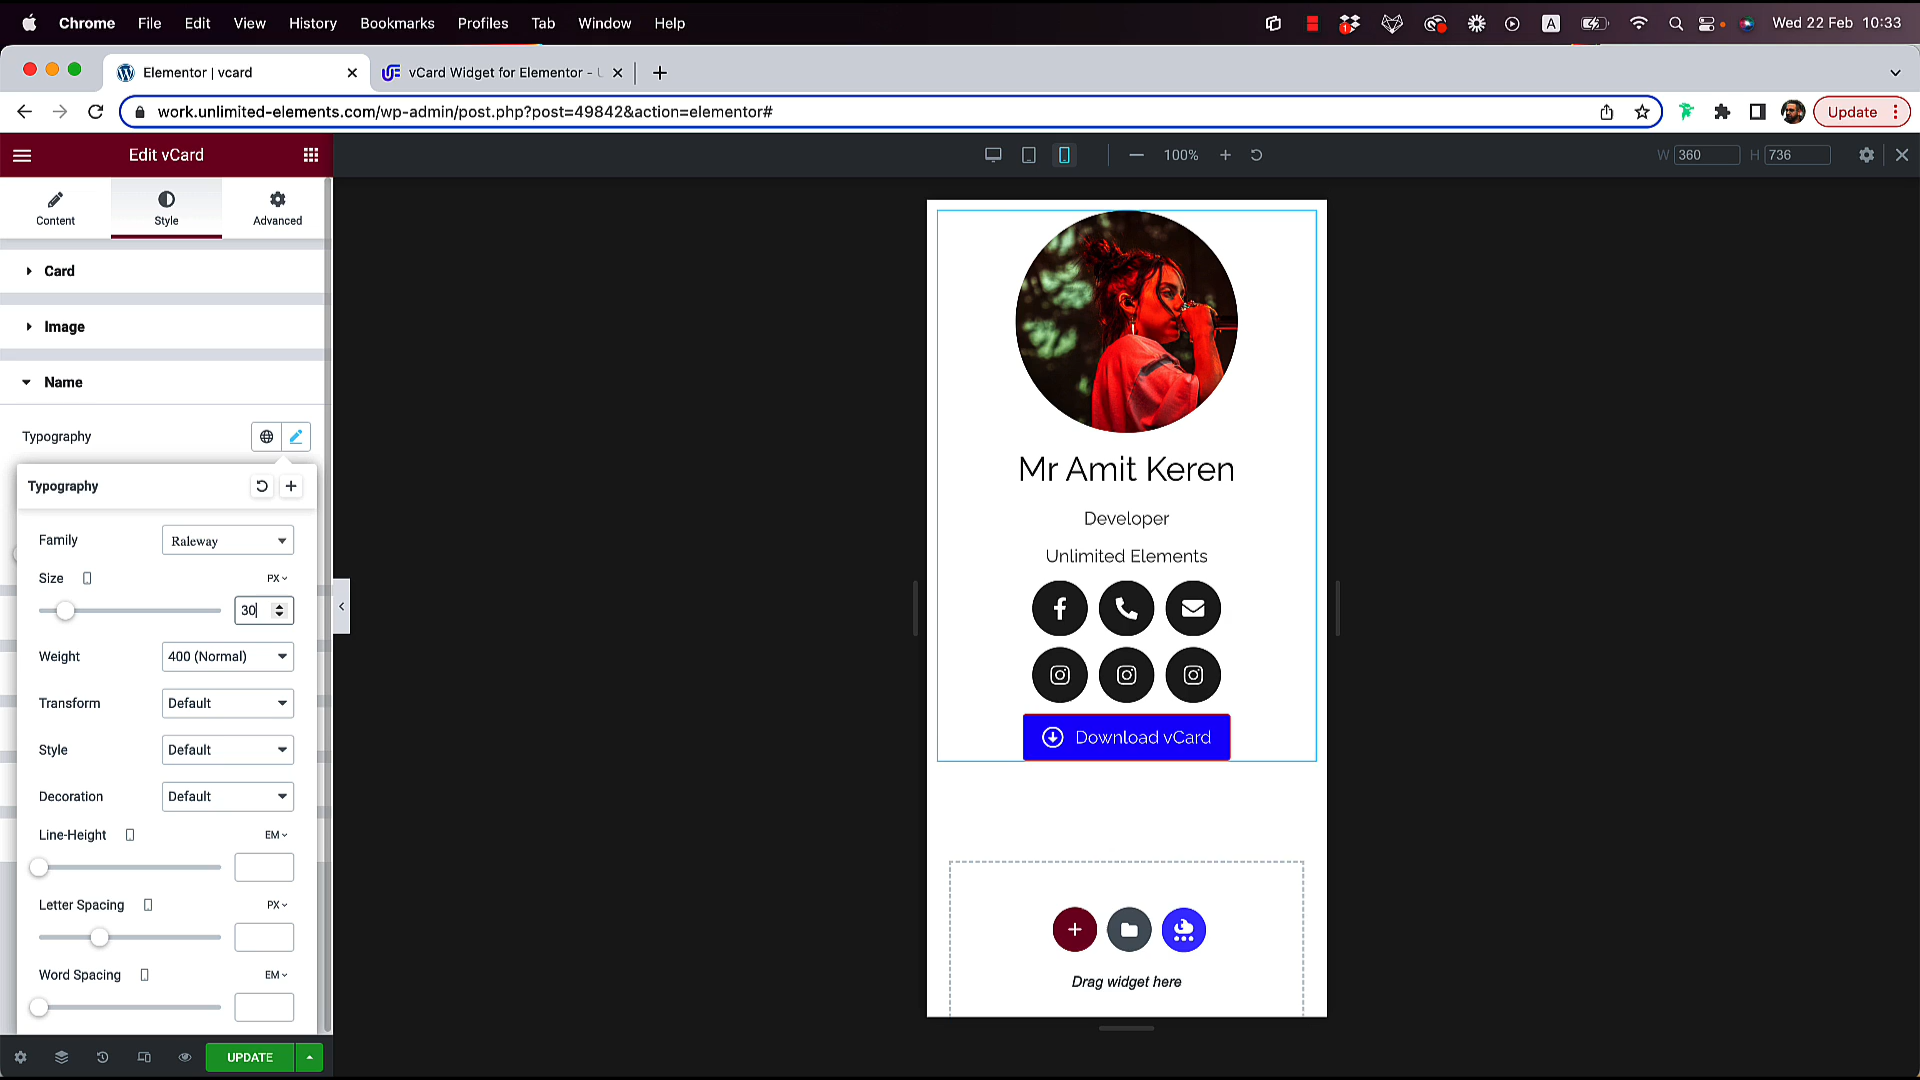 Chrome File Edit View History Bookmarks Profiles Tab Window Help
A Wed 22 Feb 10:33
Elementor | vcard
vCard Widget for Elementor - U
work.unlimited-elements.com/wp-admin/post.php?post=49842&action=elementor#
Update
Edit vCard
100%
W 360 H 736
Content
Style
Advanced
Card
Image
Name
Typography
Typography
Family Raleway
Size PX
30
Weight 400 (Normal)
Transform Default
Style Default
Decoration Default
Line-Height EM
Letter Spacing PX
Word Spacing EM
UPDATE
Mr Amit Keren
Developer
Unlimited Elements
Download vCard
Drag widget here